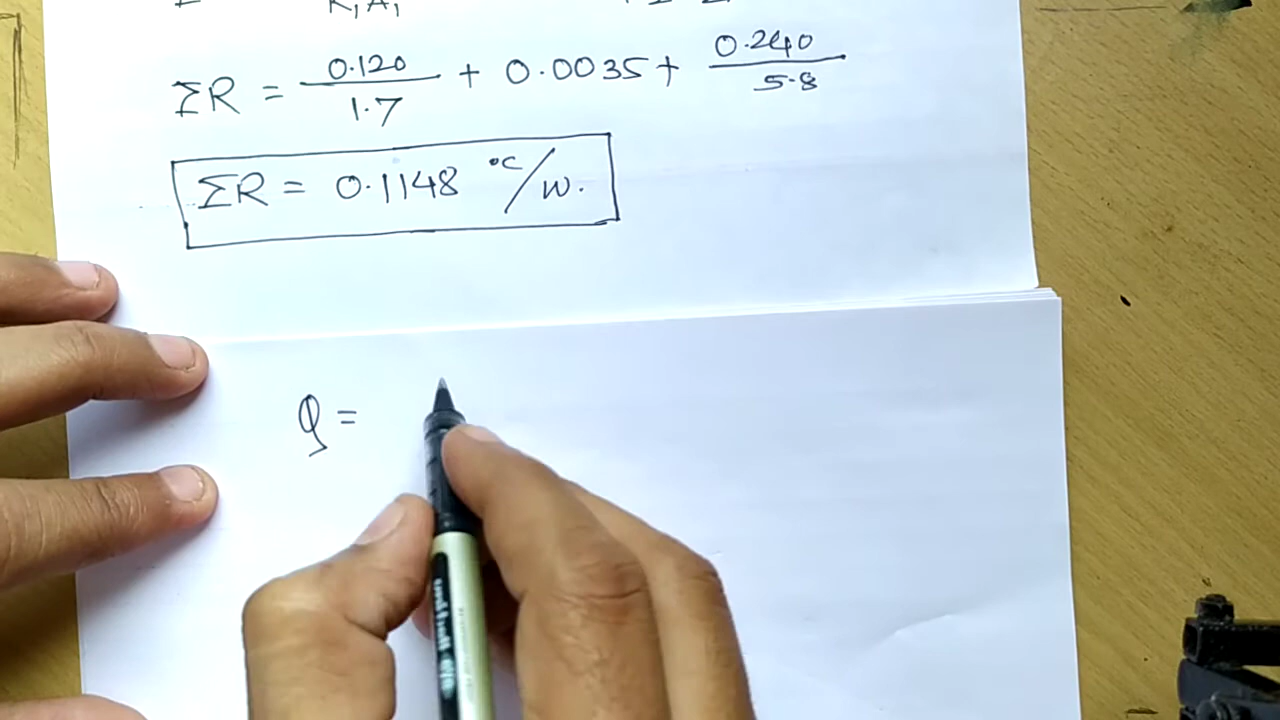 ΣR = 0.120/1.7 + 0.0035 + 0.240/5.8
ΣR = 0.1148 °C/W.
Q =